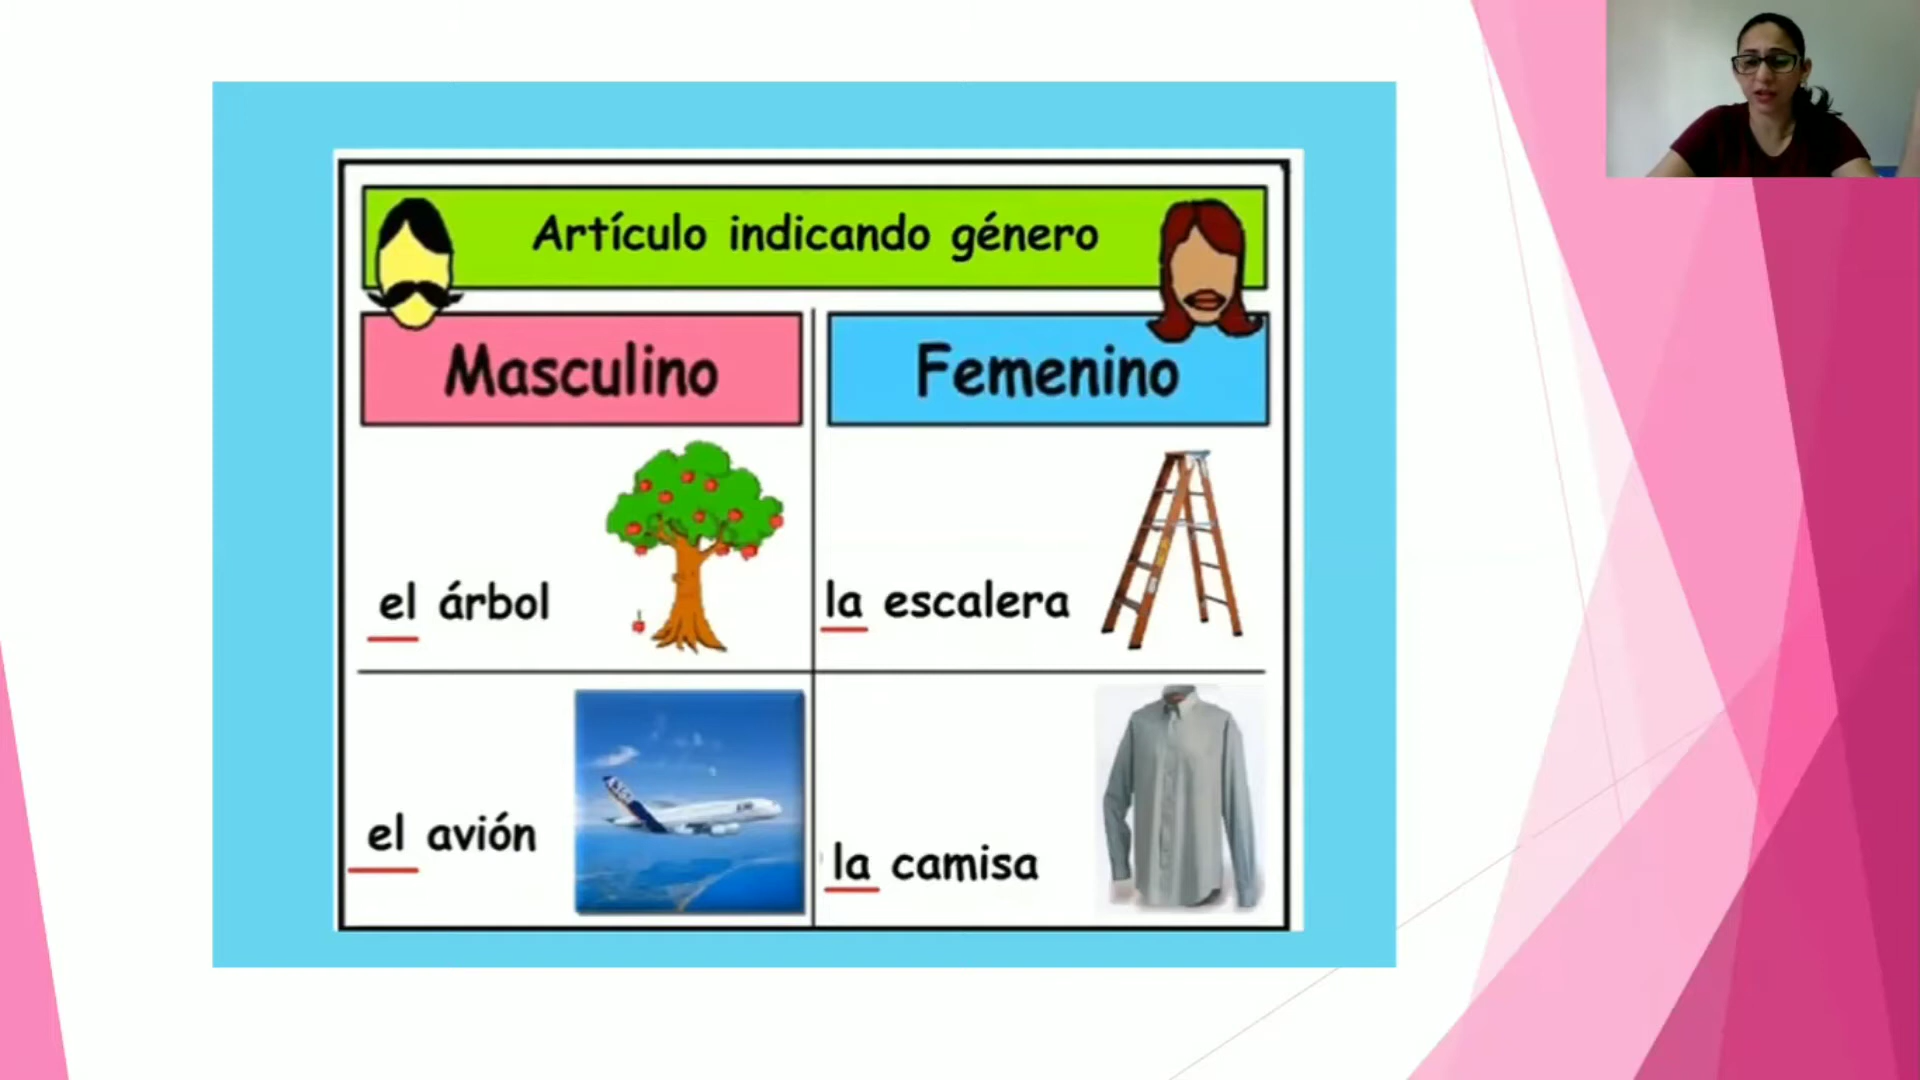 Artículo indicando género
Masculino
Femenino
el árbol
la escalera
el avión
la camisa